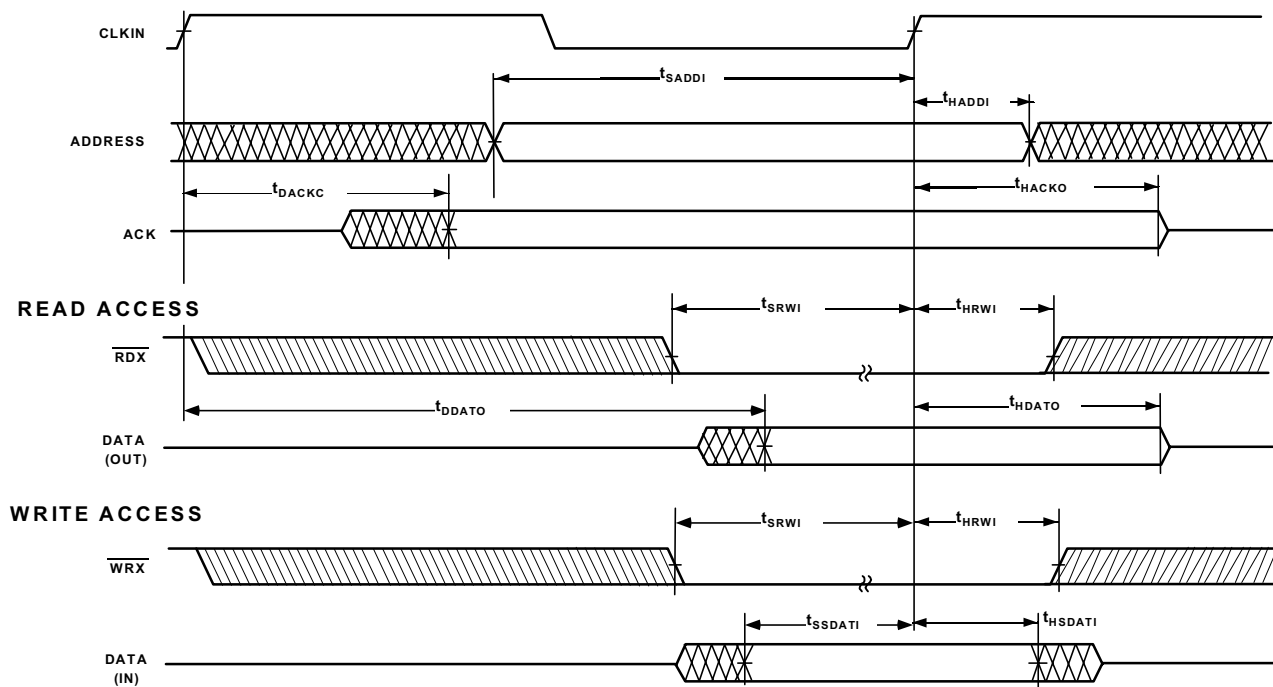 CLKIN
tSADDI
tHADDI
ADDRESS
tDACKC
tHACKO
ACK
READ ACCESS
tSRWI
tHRWI
RDX
tDDATO
tHDATO
DATA
(OUT)
WRITE ACCESS
tSRWI
tHRWI
WRX
tSSDATI
tHSDATI
DATA
(IN)